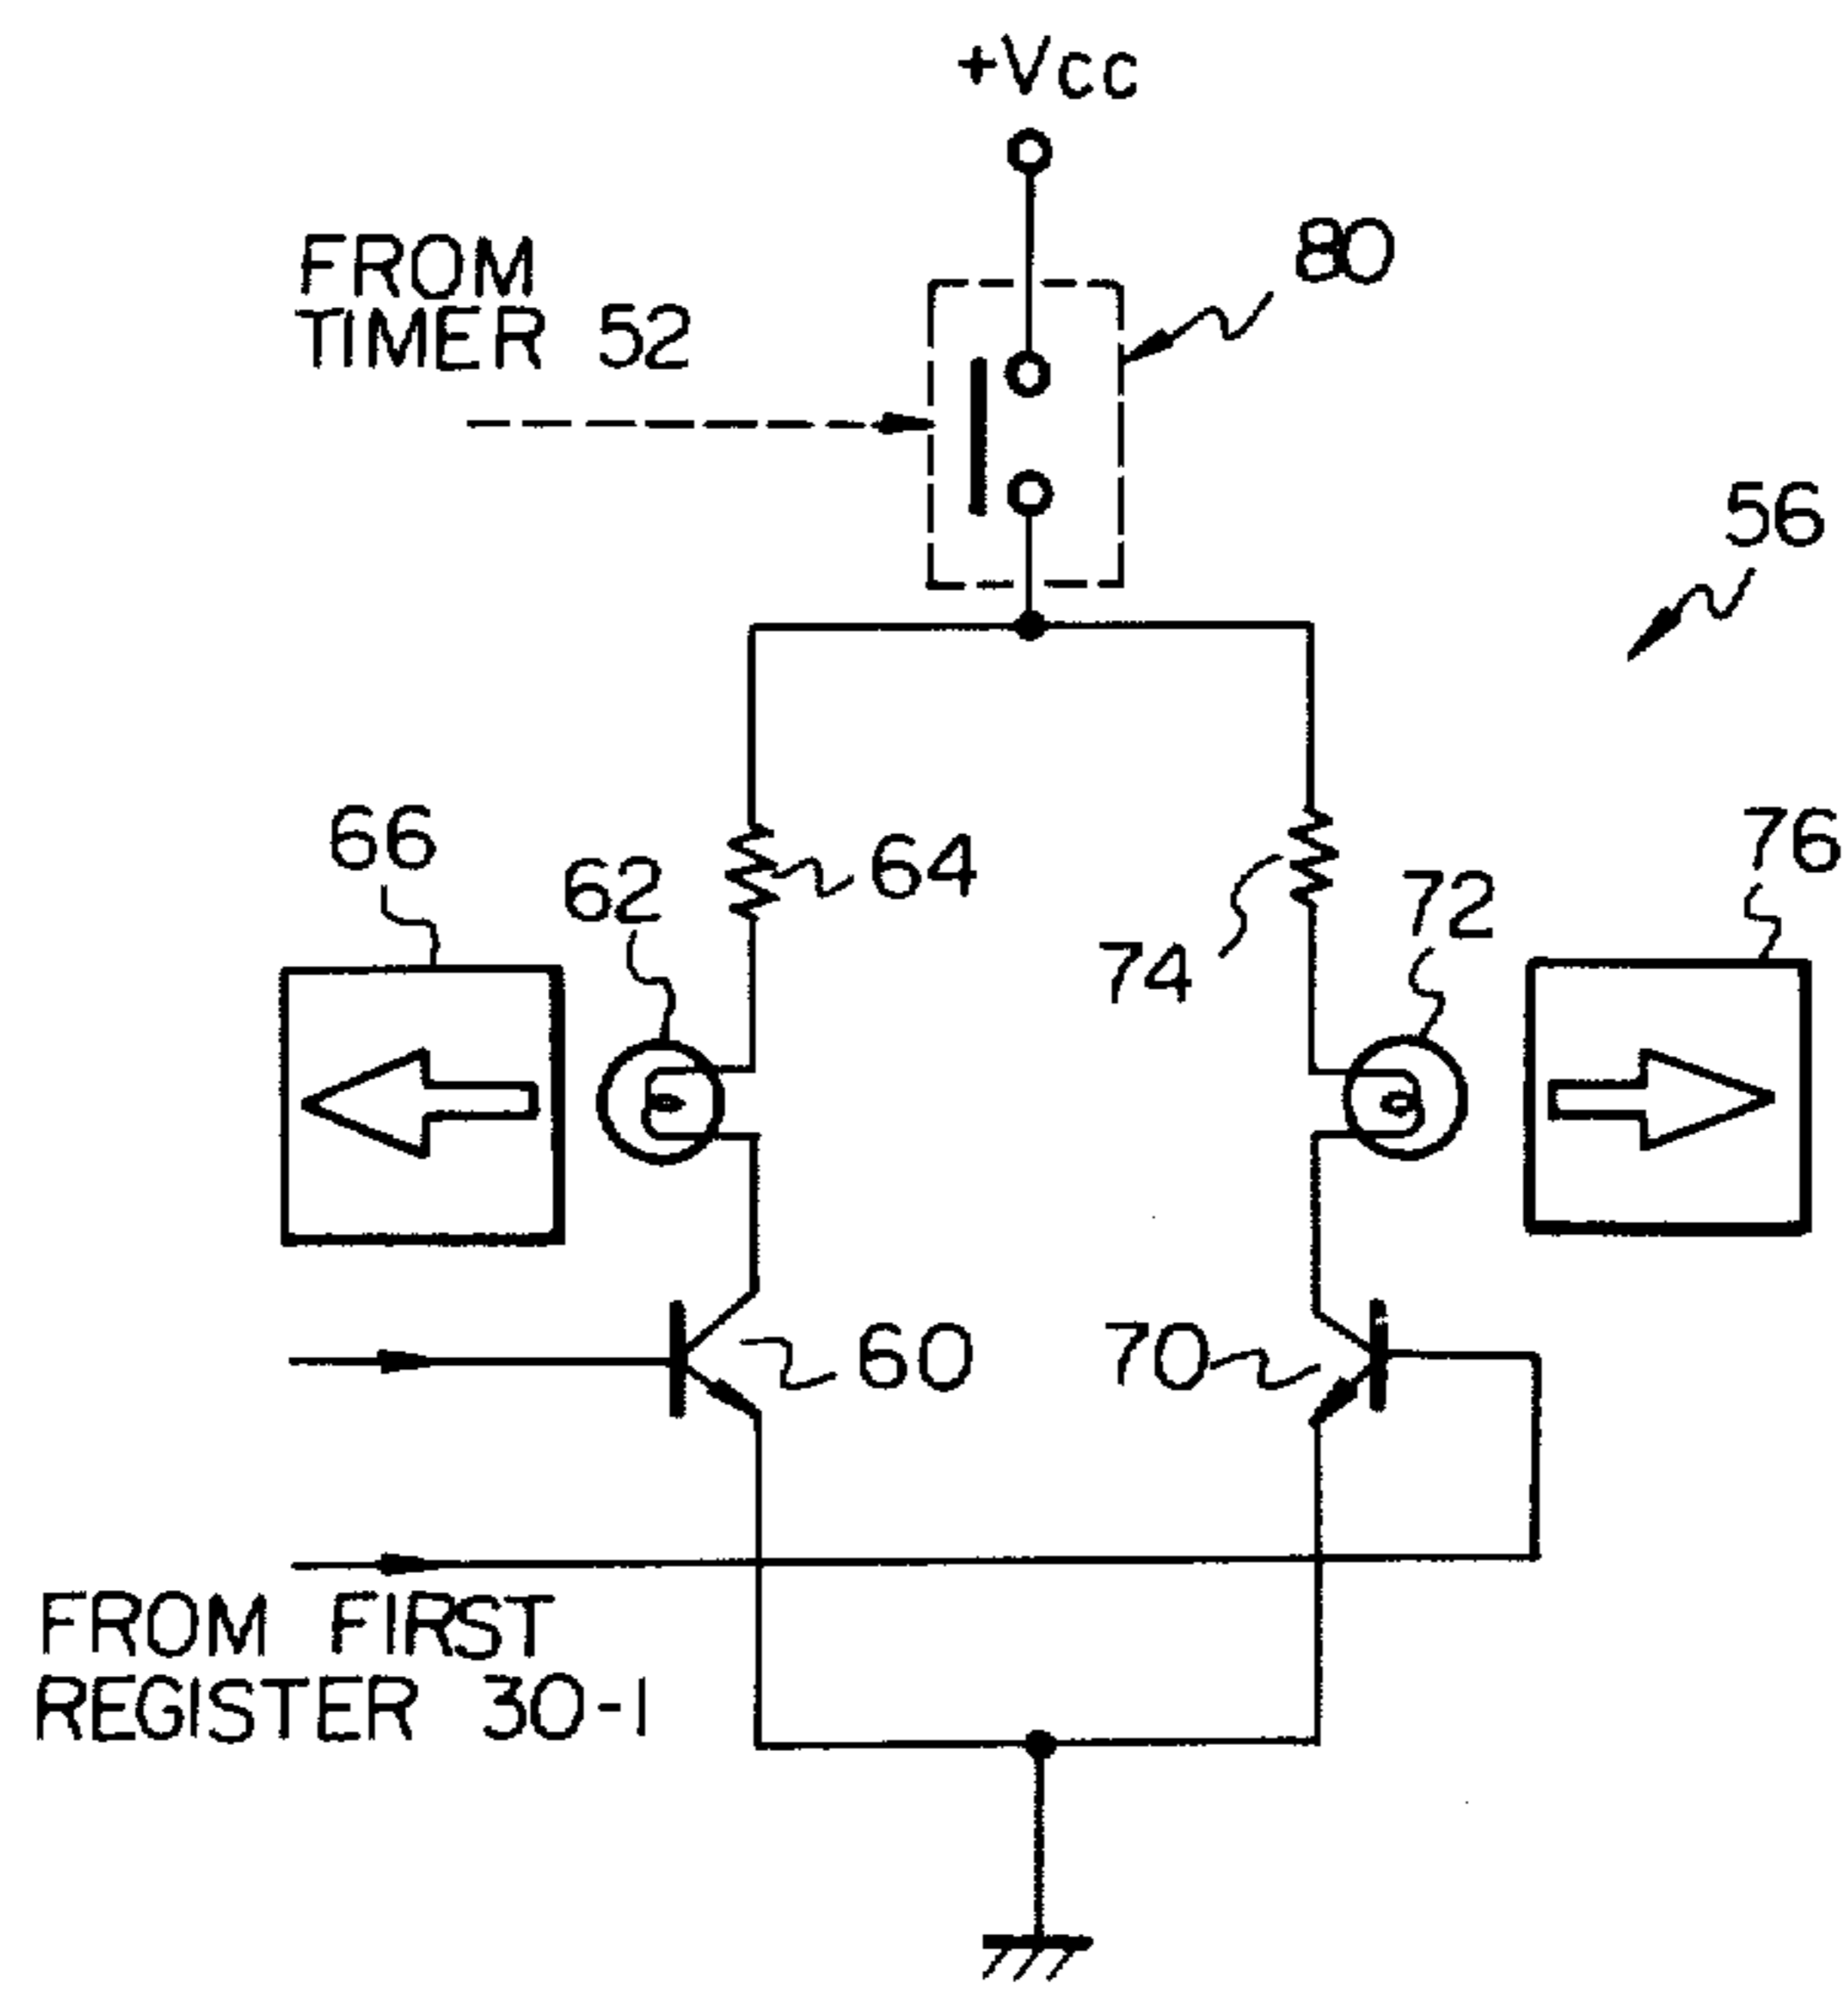 +Vcc
FROM
TIMER 52
80
56
66
62
64
74
72
76
60
70
FROM FIRST
REGISTER 30-1